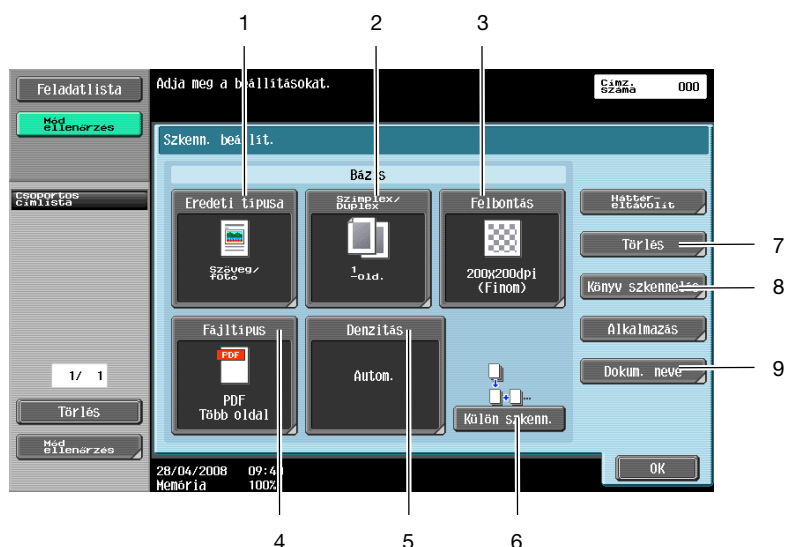 1
2
3
Feladatlista
Mód
ellenőrzés
Adja meg a beállításokat.
Címz.
száma
000
Szkenn. beállít.
Csoportos
címlista
Bázis
Eredeti típusa
Szimplex/
Duplex
Felbontás
Szöveg/
fotó
1
-old.
200X200dpi
(Finom)
Háttér-
eltávolít
Törlés
7
Könyv szkennelés
8
Alkalmazás
Dokum. neve
9
Fájltípus
Denzitás
PDF
PDF
Több oldal
Autom.
Külön szkenn.
1/ 1
Törlés
Mód
ellenőrzés
28/04/2008 09:40
Memória 100%
OK
4
5
6